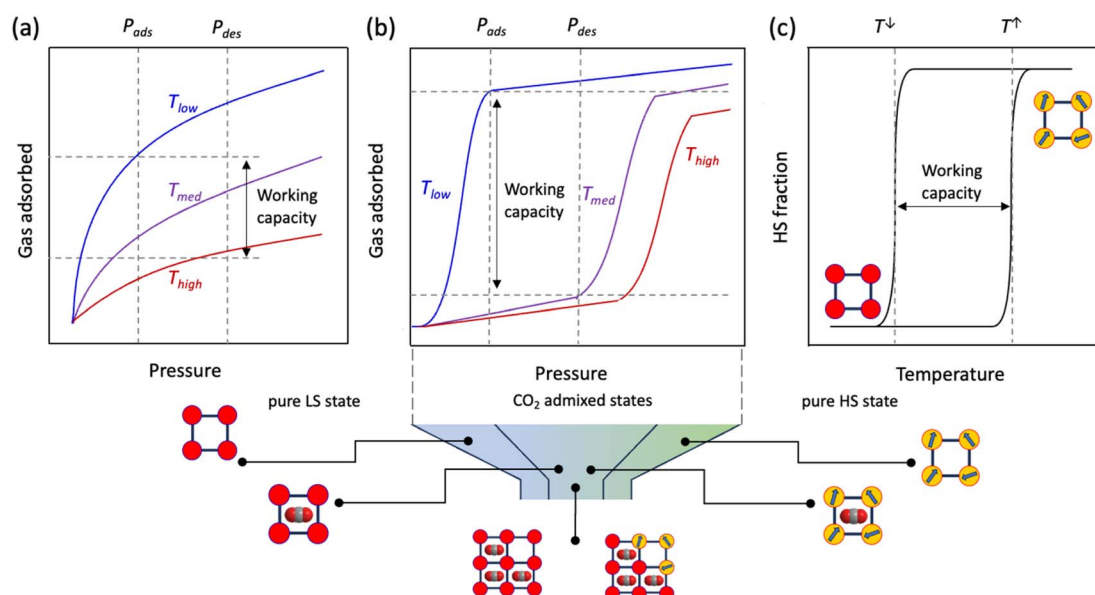 (a)
P_ads
P_des
T_low
T_med
T_high
Working
capacity
Gas adsorbed
Pressure
(b)
P_ads
P_des
T_low
T_med
T_high
Working
capacity
Gas adsorbed
Pressure
(c)
T↓
T↑
Working
capacity
HS fraction
Temperature
pure LS state
CO₂ admixed states
pure HS state